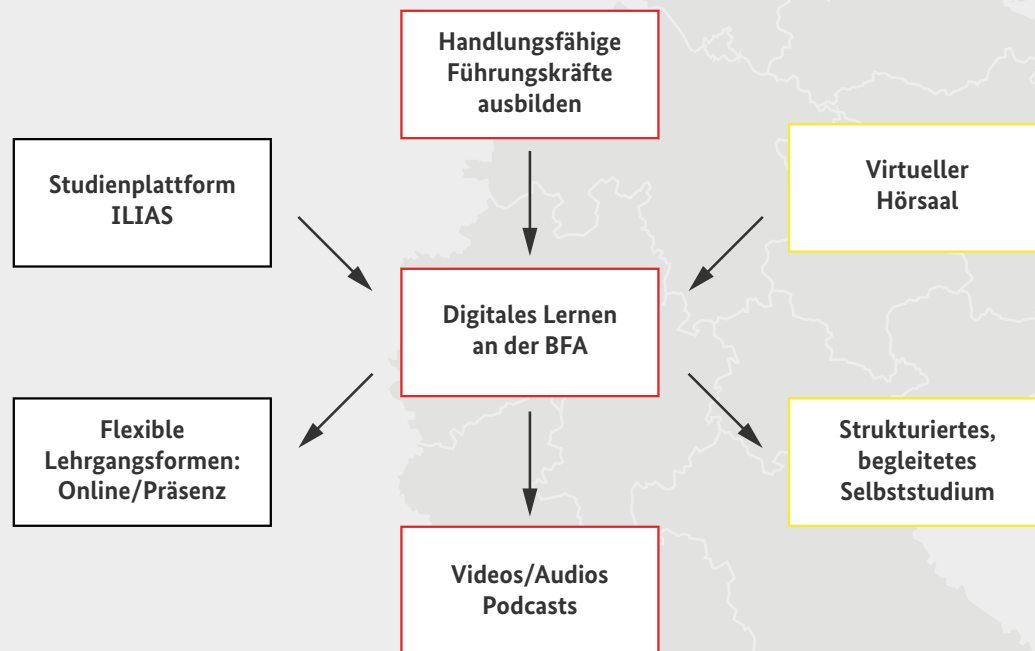 Handlungsfähige
Führungskräfte
ausbilden
Studienplattform
ILIAS
Virtueller
Hörsaal
Digitales Lernen
an der BFA
Flexible
Lehrgangsformen:
Online/Präsenz
Strukturiertes,
begleitetes
Selbststudium
Videos/Audios
Podcasts